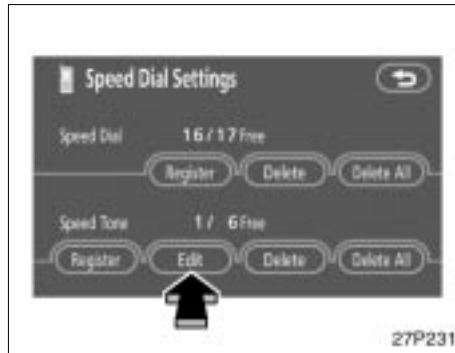 Speed Dial Settings
Speed Dial 16/17 Free
Register Delete Delete All
Speed Tone 1/ 6 Free
Register Edit Delete Delete All
27P231